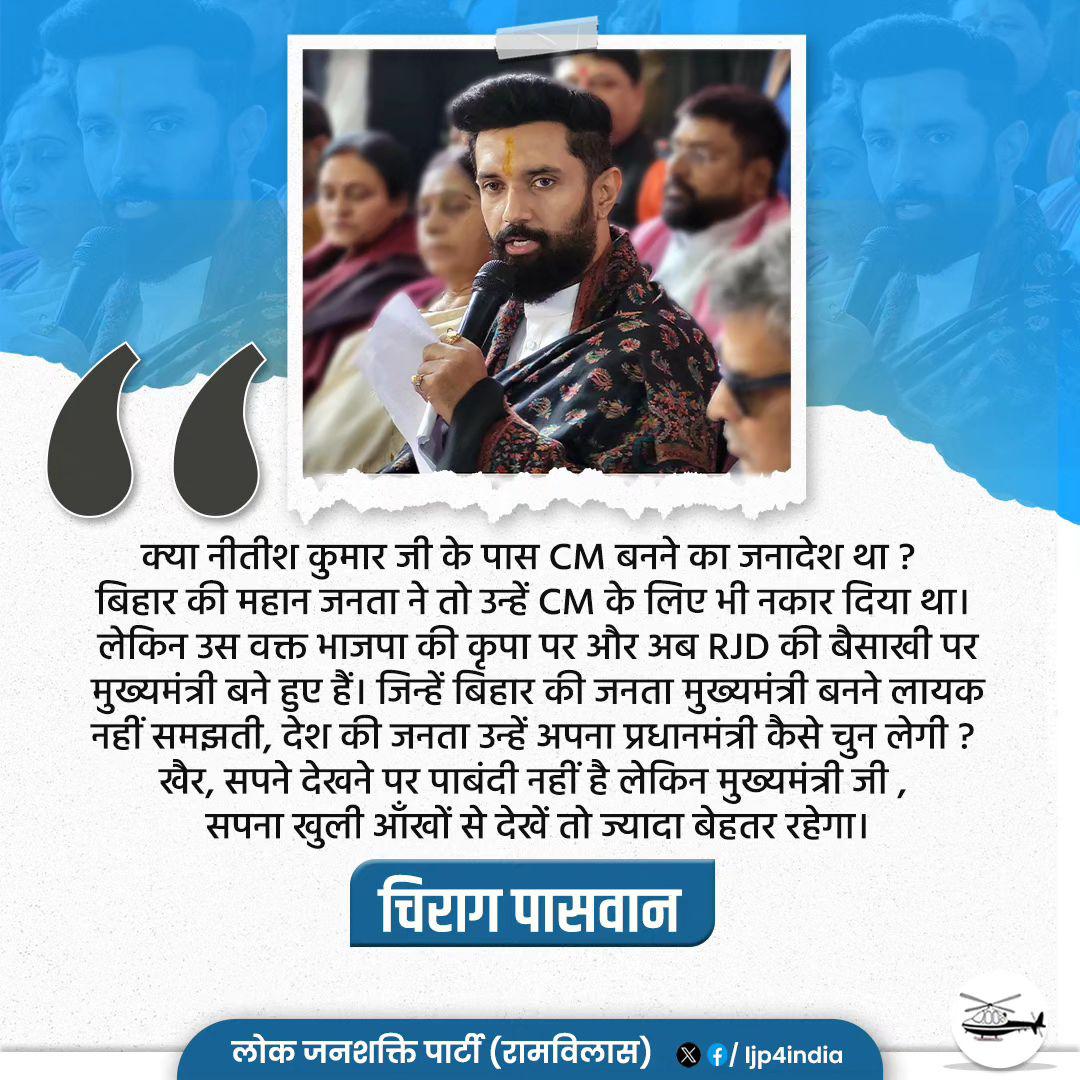 क्या नीतीश कुमार जी के पास CM बनने का जनादेश था ?
बिहार की महान जनता ने तो उन्हें CM के लिए भी नकार दिया था।
लेकिन उस वक्त भाजपा की कृपा पर और अब RJD की बैसाखी पर
मुख्यमंत्री बने हुए हैं। जिन्हें बिहार की जनता मुख्यमंत्री बनने लायक
नहीं समझती, देश की जनता उन्हें अपना प्रधानमंत्री कैसे चुन लेगी ?
खैर, सपने देखने पर पाबंदी नहीं है लेकिन मुख्यमंत्री जी ,
सपना खुली आँखों से देखें तो ज्यादा बेहतर रहेगा।
चिराग पासवान
लोक जनशक्ति पार्टी (रामविलास) / ljp4india